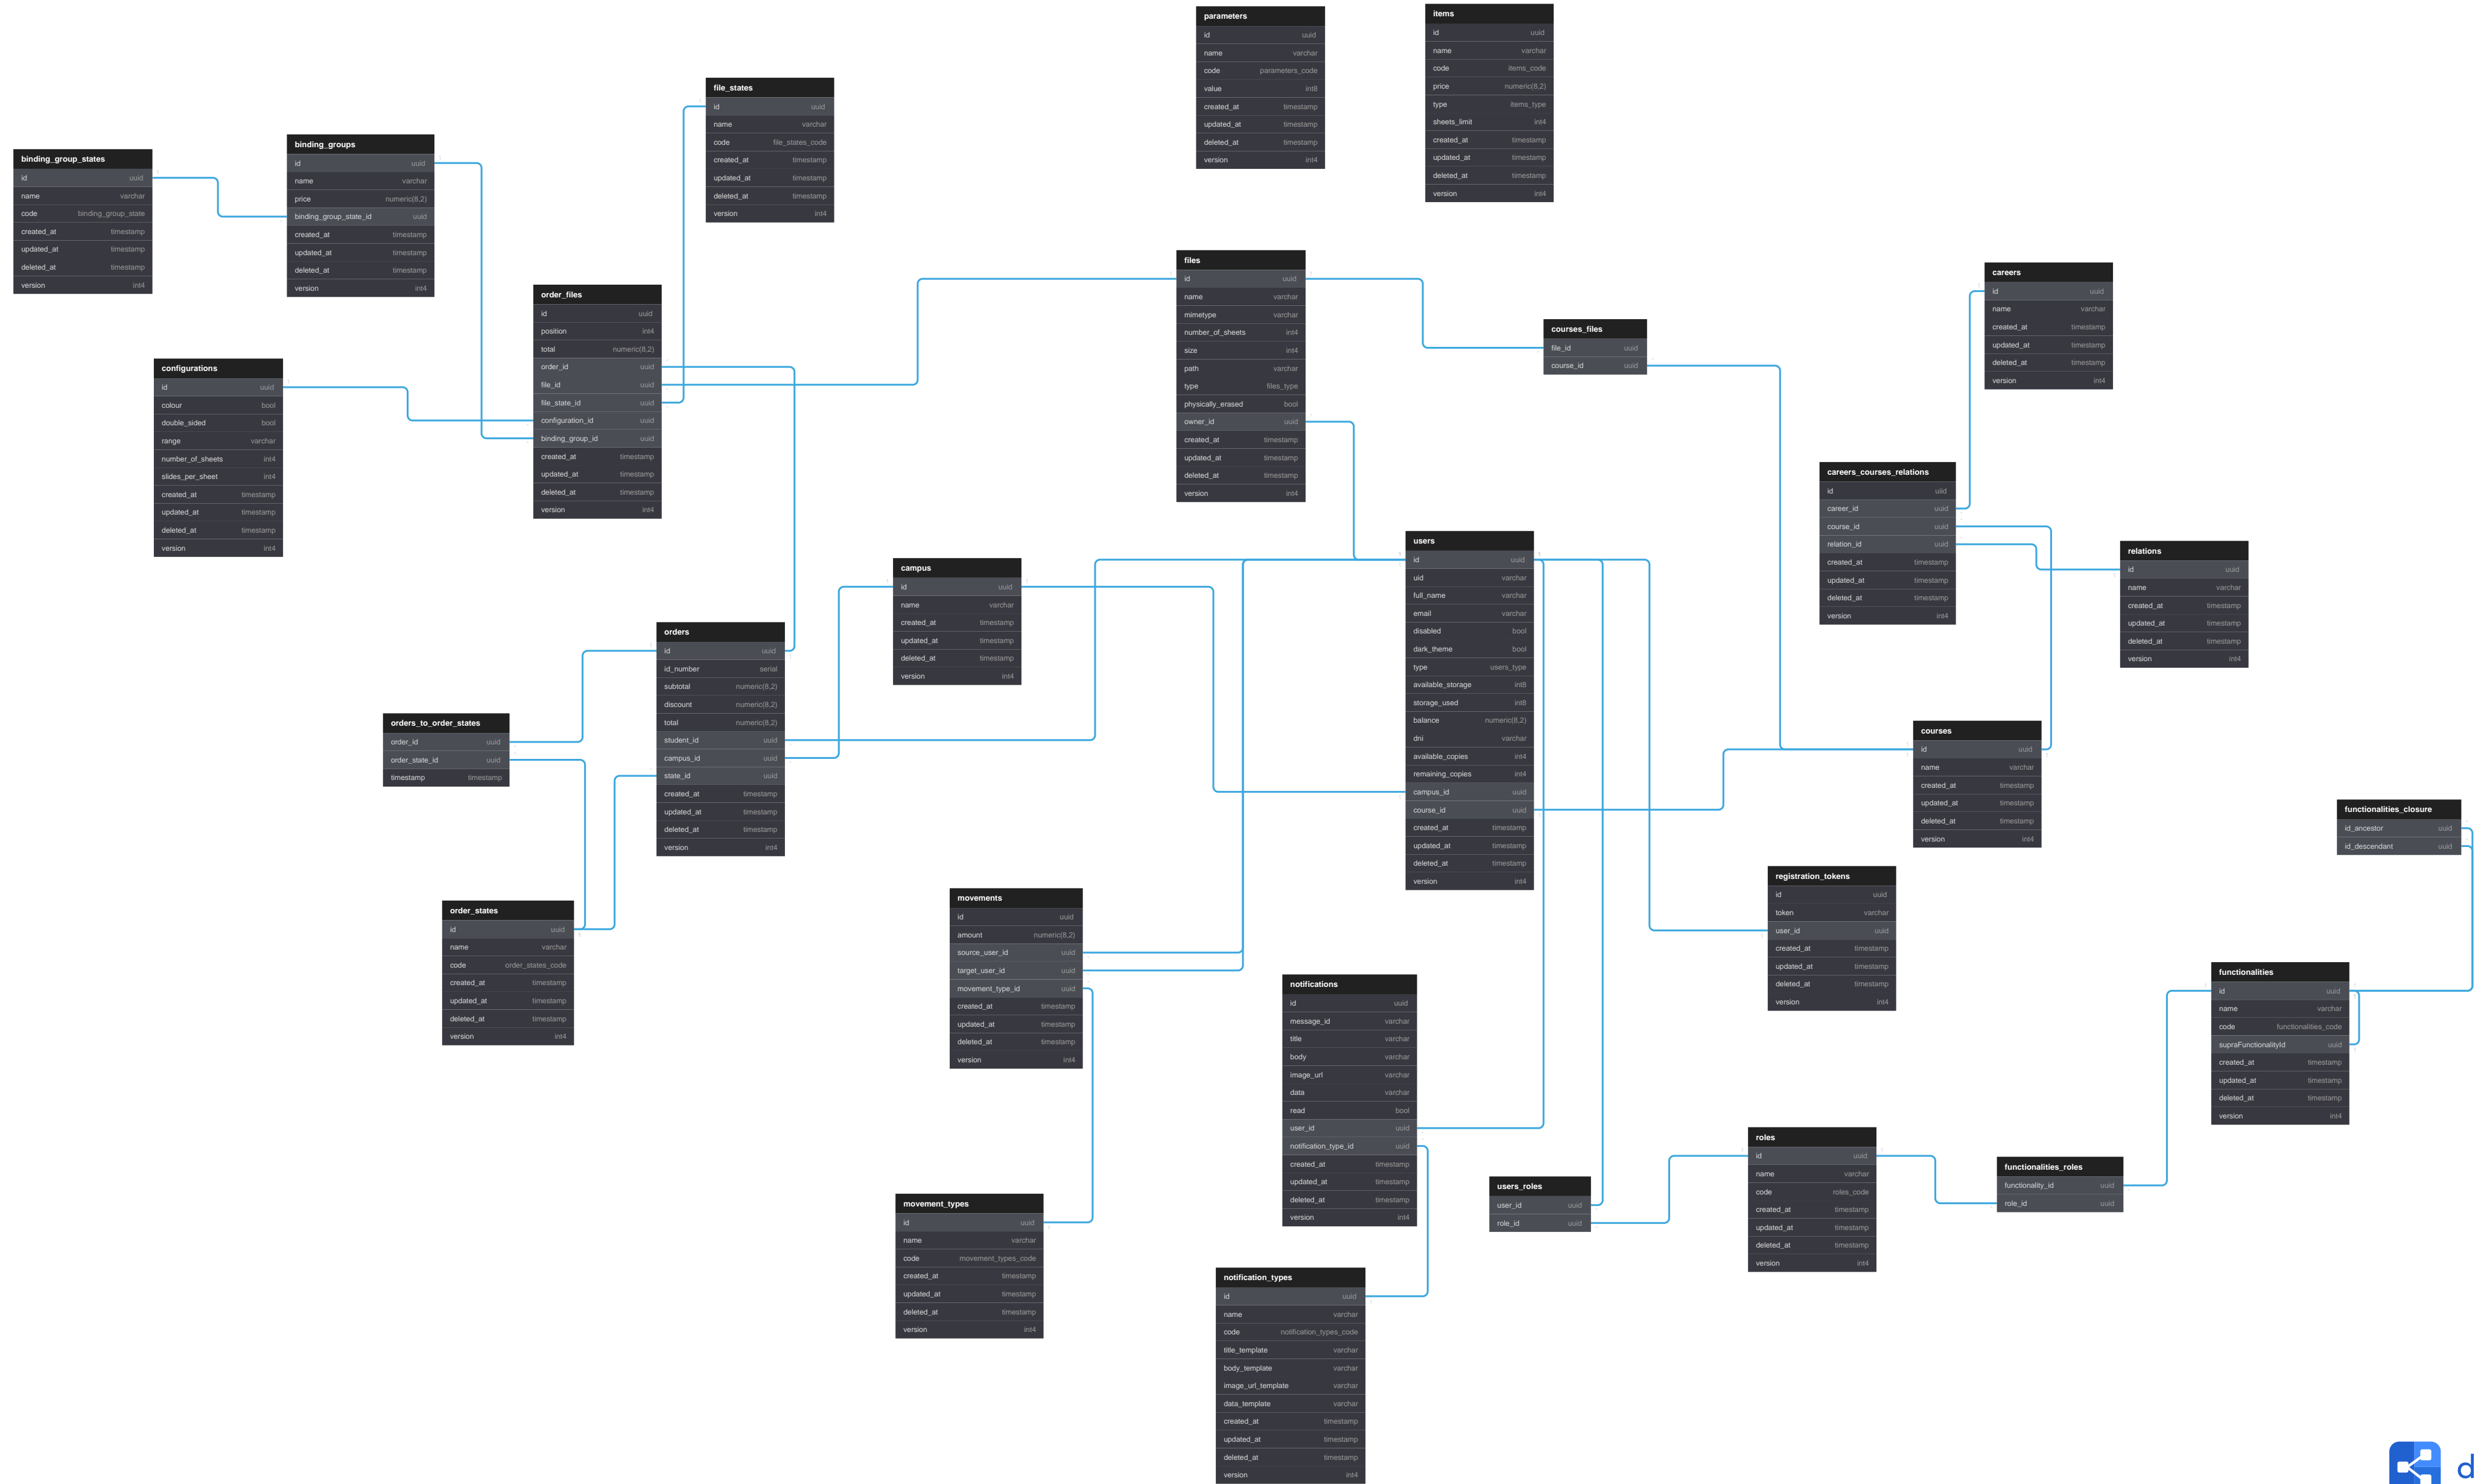 parameters
id uuid
name varchar
code parameters_code
value int8
created_at timestamp
updated_at timestamp
deleted_at timestamp
version int4
items
id uuid
name varchar
code items_code
price numeric(8,2)
type items_type
sheets_limit int4
created_at timestamp
updated_at timestamp
deleted_at timestamp
version int4
file_states
id uuid
name varchar
code file_states_code
created_at timestamp
updated_at timestamp
deleted_at timestamp
version int4
binding_group_states
id uuid
name varchar
code binding_group_state
created_at timestamp
updated_at timestamp
deleted_at timestamp
version int4
binding_groups
id uuid
name varchar
price numeric(8,2)
binding_group_state_id uuid
created_at timestamp
updated_at timestamp
deleted_at timestamp
version int4
order_files
id uuid
position int4
total numeric(8,2)
order_id uuid
file_id uuid
file_state_id uuid
configuration_id uuid
binding_group_id uuid
created_at timestamp
updated_at timestamp
deleted_at timestamp
version int4
configurations
id uuid
colour bool
double_sided bool
range varchar
number_of_sheets int4
slides_per_sheet int4
created_at timestamp
updated_at timestamp
deleted_at timestamp
version int4
files
id uuid
name varchar
mimetype varchar
number_of_sheets int4
size int4
path varchar
type files_type
physically_erased bool
owner_id uuid
created_at timestamp
updated_at timestamp
deleted_at timestamp
version int4
courses_files
file_id uuid
course_id uuid
careers
id uuid
name varchar
created_at timestamp
updated_at timestamp
deleted_at timestamp
version int4
careers_courses_relations
id uuid
career_id uuid
course_id uuid
relation_id uuid
created_at timestamp
updated_at timestamp
deleted_at timestamp
version int4
relations
id uuid
name varchar
created_at timestamp
updated_at timestamp
deleted_at timestamp
version int4
users
id uuid
uid varchar
full_name varchar
email varchar
disabled bool
dark_theme bool
type users_type
available_storage int8
storage_used int8
balance numeric(8,2)
dni varchar
available_copies int4
remaining_copies int4
campus_id uuid
course_id uuid
created_at timestamp
updated_at timestamp
deleted_at timestamp
version int4
campus
id uuid
name varchar
created_at timestamp
updated_at timestamp
deleted_at timestamp
version int4
orders
id uuid
id_number serial
subtotal numeric(8,2)
discount numeric(8,2)
total numeric(8,2)
student_id uuid
campus_id uuid
state_id uuid
created_at timestamp
updated_at timestamp
deleted_at timestamp
version int4
orders_to_order_states
order_id uuid
order_state_id uuid
timestamp timestamp
courses
id uuid
name varchar
created_at timestamp
updated_at timestamp
deleted_at timestamp
version int4
functionalities_closure
id_ancestor uuid
id_descendant uuid
order_states
id uuid
name varchar
code order_states_code
created_at timestamp
updated_at timestamp
deleted_at timestamp
version int4
movements
id uuid
amount numeric(8,2)
source_user_id uuid
target_user_id uuid
movement_type_id uuid
created_at timestamp
updated_at timestamp
deleted_at timestamp
version int4
registration_tokens
id uuid
token varchar
user_id uuid
created_at timestamp
updated_at timestamp
deleted_at timestamp
version int4
notifications
id uuid
message_id varchar
title varchar
body varchar
image_url varchar
data varchar
read bool
user_id uuid
notification_type_id uuid
created_at timestamp
updated_at timestamp
deleted_at timestamp
version int4
functionalities
id uuid
name varchar
code functionalities_code
supraFunctionalityId uuid
created_at timestamp
updated_at timestamp
deleted_at timestamp
version int4
roles
id uuid
name varchar
code roles_code
created_at timestamp
updated_at timestamp
deleted_at timestamp
version int4
functionalities_roles
functionality_id uuid
role_id uuid
users_roles
user_id uuid
role_id uuid
movement_types
id uuid
name varchar
code movement_types_code
created_at timestamp
updated_at timestamp
deleted_at timestamp
version int4
notification_types
id uuid
name varchar
code notification_types_code
title_template varchar
body_template varchar
image_url_template varchar
data_template varchar
created_at timestamp
updated_at timestamp
deleted_at timestamp
version int4
d